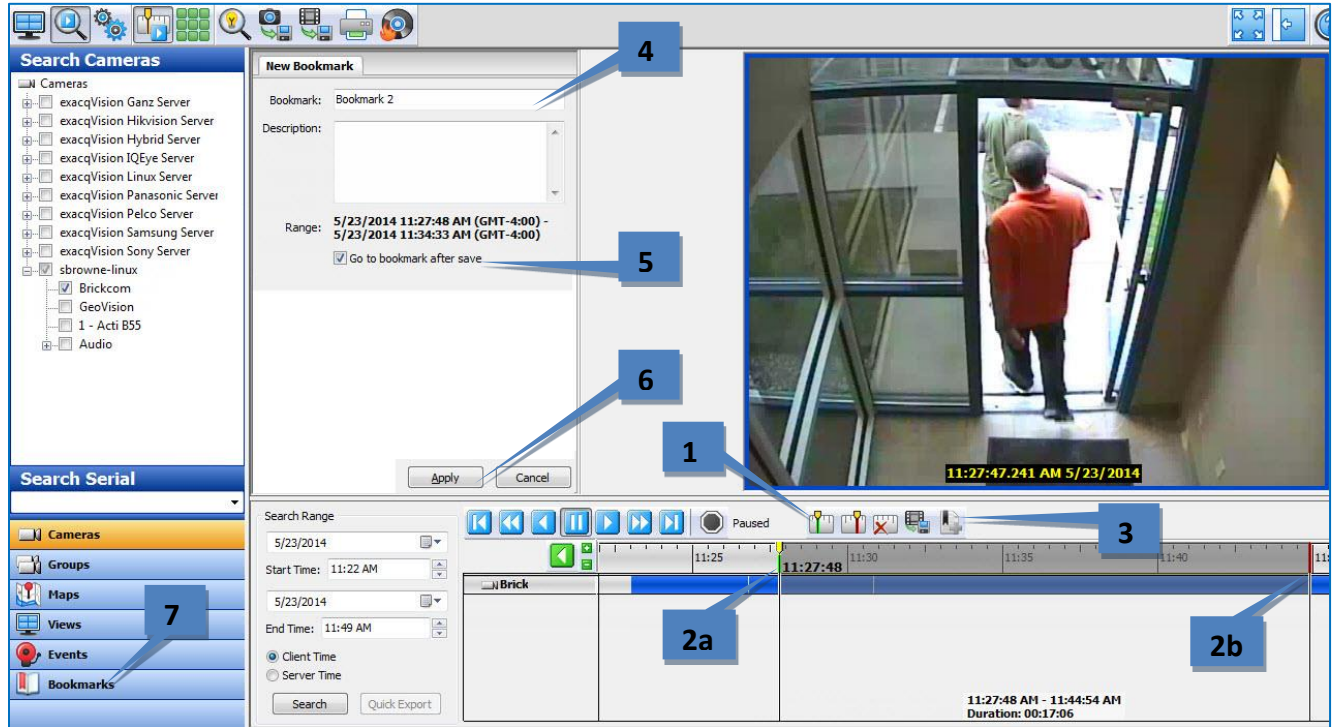 Search Cameras
Cameras
exacqVision Ganz Server
exacqVision Hikvision Server
exacqVision Hybrid Server
exacqVision IQEye Server
exacqVision Linux Server
exacqVision Panasonic Server
exacqVision Pelco Server
exacqVision Samsung Server
exacqVision Sony Server
sbrowne-linux
Brickcom
GeoVision
1 - Acti B55
Audio
Search Serial
Cameras
Groups
Maps
Views
Events
Bookmarks
7
New Bookmark
4
Bookmark: Bookmark 2
Description:
Range: 5/23/2014 11:27:48 AM (GMT-4:00) -
5/23/2014 11:34:33 AM (GMT-4:00)
Go to bookmark after save
5
6
Apply Cancel
11:27:47.241 AM 5/23/2014
1
3
Search Range
5/23/2014
Start Time: 11:22 AM
5/23/2014
End Time: 11:49 AM
Client Time
Server Time
Search Quick Export
Paused
11:25 11:27:48 11:30 11:35 11:40 11:
Brick
2a
2b
11:27:48 AM - 11:44:54 AM
Duration: 00:17:06